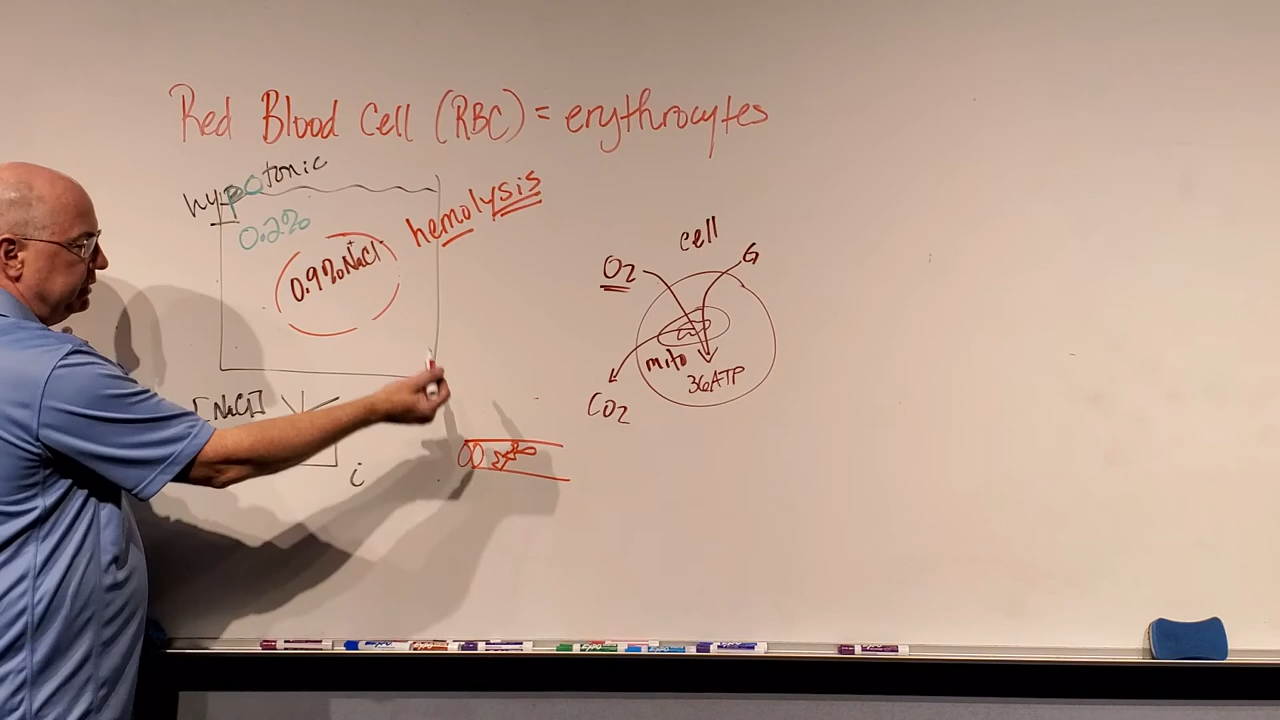 Red Blood Cell (RBC) = erythrocytes
hypotonic
0.2%
0.9% NaCl
hemolysis
cell
O2
G
mito
36ATP
CO2
[NaCl]
i